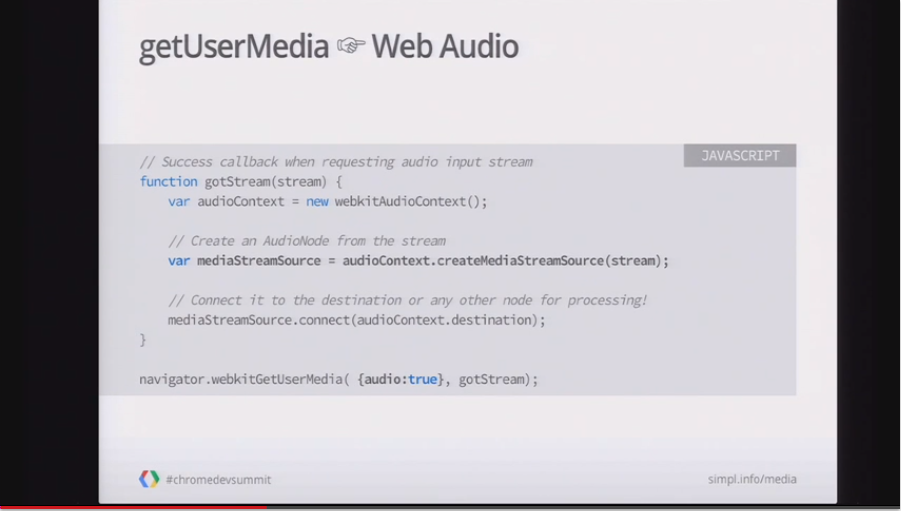 getUserMedia ☞ Web Audio
JAVASCRIPT
// Success callback when requesting audio input stream
function gotStream(stream) {
    var audioContext = new webkitAudioContext();
    // Create an AudioNode from the stream
    var mediaStreamSource = audioContext.createMediaStreamSource(stream);
    // Connect it to the destination or any other node for processing!
    mediaStreamSource.connect(audioContext.destination);
}
navigator.webkitGetUserMedia( {audio:true}, gotStream);
#chromedevsummit
simpl.info/media